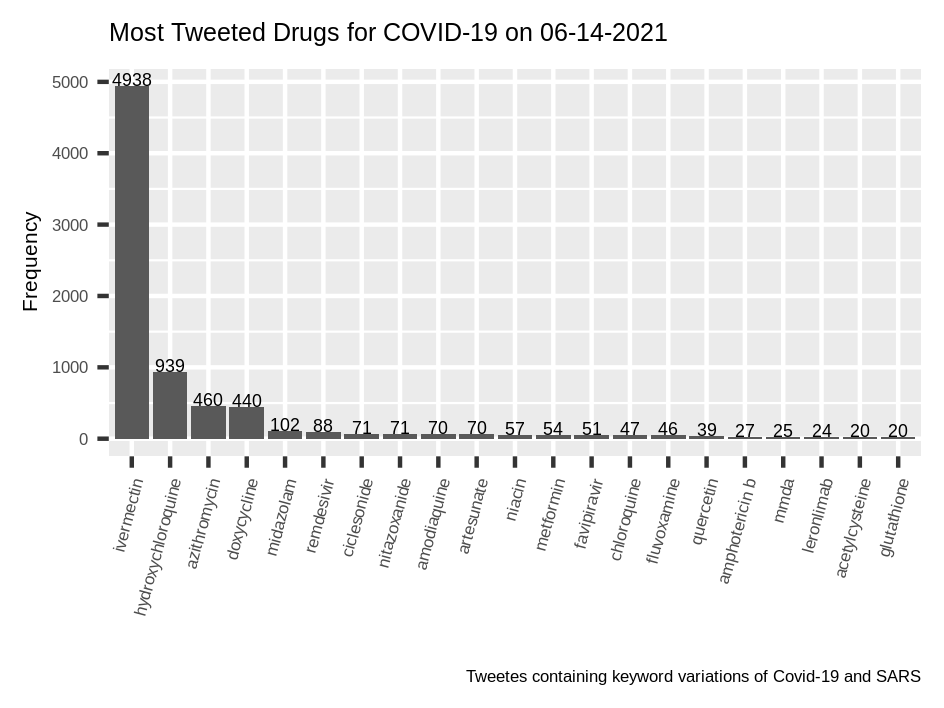 Most Tweeted Drugs for COVID-19 on 06-14-2021
Frequency
5000
4000
3000
2000
1000
0
4938
939
460
440
102
88
71
71
70
70
57
54
51
47
46
39
27
25
24
20
20
ivermectin
hydroxychloroquine
azithromycin
doxycycline
midazolam
remdesivir
ciclesonide
nitazoxanide
amodiaquine
artesunate
niacin
metformin
favipiravir
chloroquine
fluvoxamine
quercetin
amphotericin b
mmda
leronlimab
acetylcysteine
glutathione
Tweetes containing keyword variations of Covid-19 and SARS